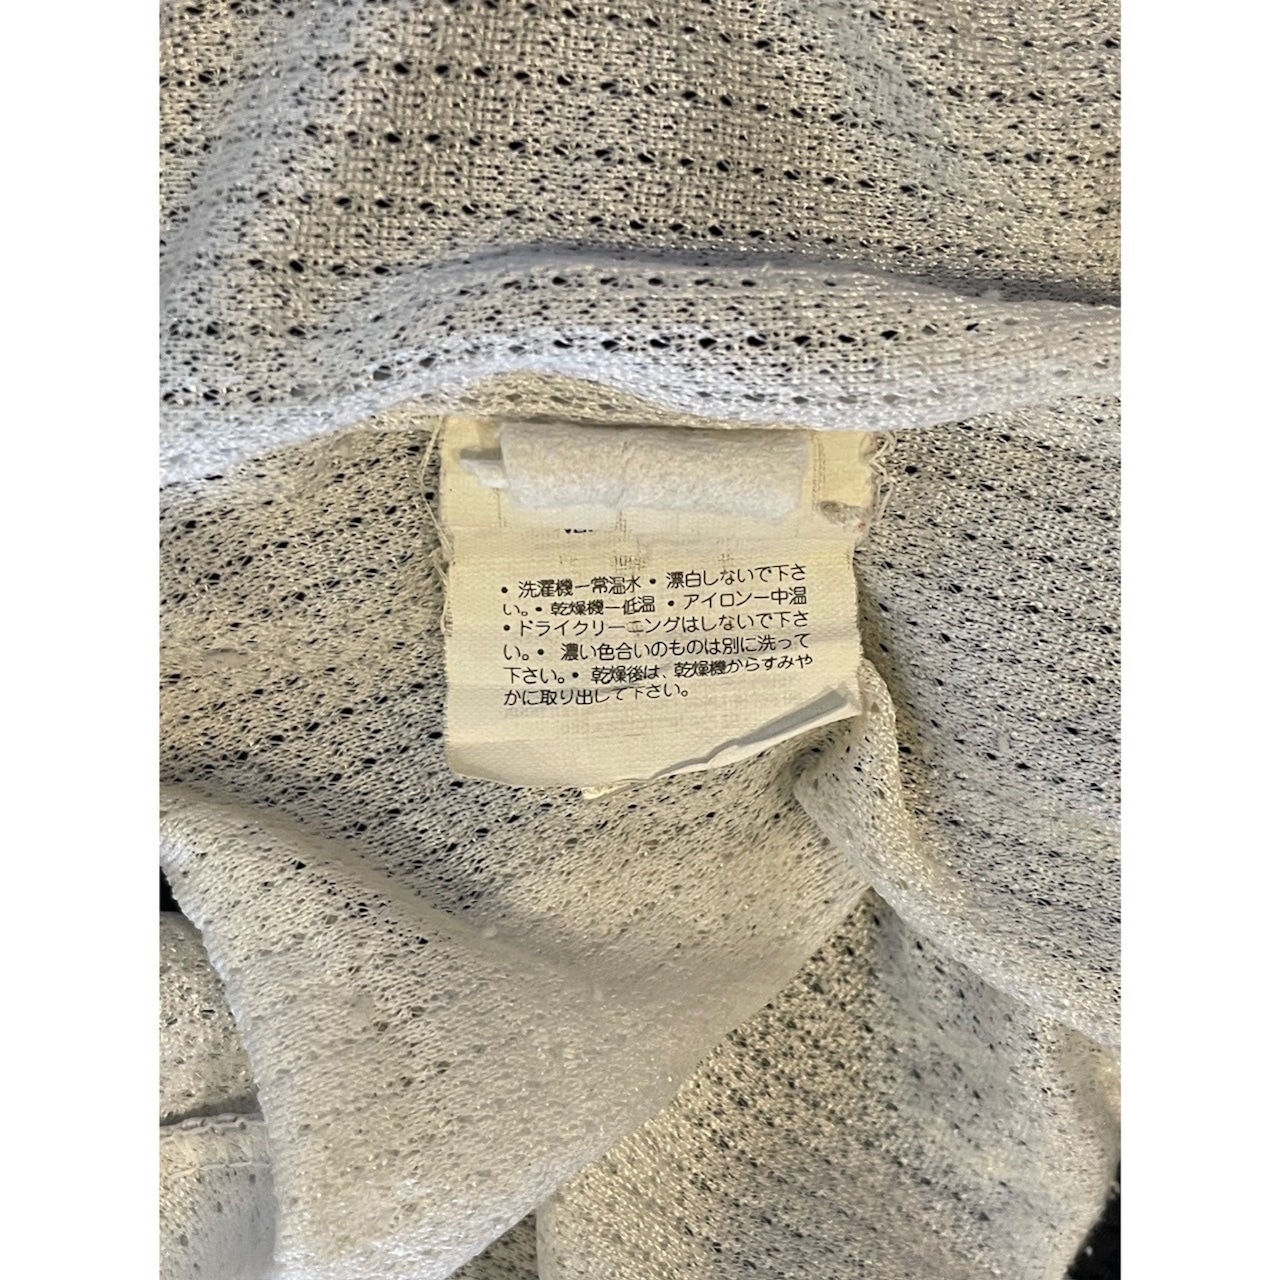 • 洗濯機ー常温水 • 漂白しないで下さ
い。• 乾燥機ー低温 • アイロンー中温
• ドライクリーニングはしないで下さ
い。• 濃い色合いのものは別に洗って
下さい。• 乾燥後は、乾燥機からすみや
かに取り出して下さい。